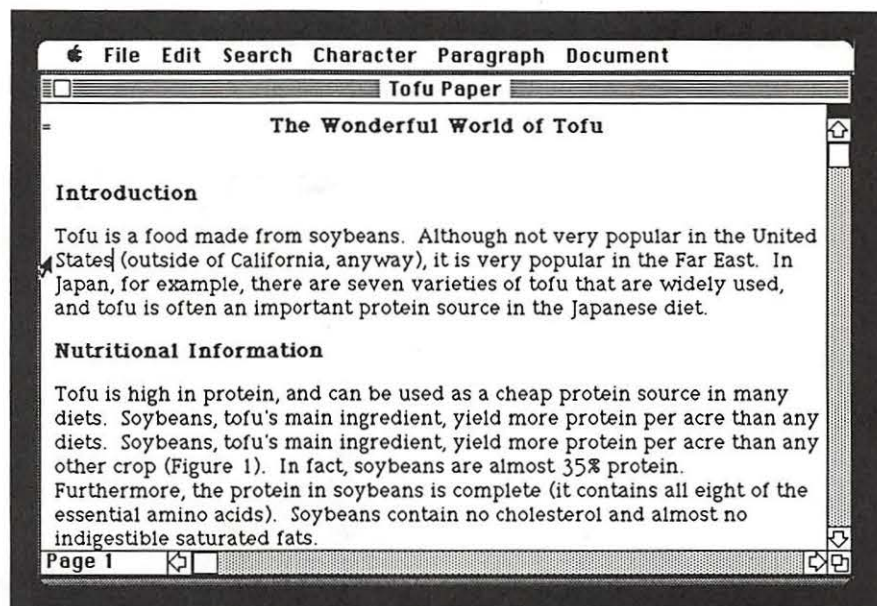 File Edit Search Character Paragraph Document
Tofu Paper
The Wonderful World of Tofu
Introduction
Tofu is a food made from soybeans. Although not very popular in the United
States (outside of California, anyway), it is very popular in the Far East. In
Japan, for example, there are seven varieties of tofu that are widely used,
and tofu is often an important protein source in the Japanese diet.
Nutritional Information
Tofu is high in protein, and can be used as a cheap protein source in many
diets. Soybeans, tofu's main ingredient, yield more protein per acre than any
diets. Soybeans, tofu's main ingredient, yield more protein per acre than any
other crop (Figure 1). In fact, soybeans are almost 35% protein.
Furthermore, the protein in soybeans is complete (it contains all eight of the
essential amino acids). Soybeans contain no cholesterol and almost no
indigestible saturated fats.
Page 1